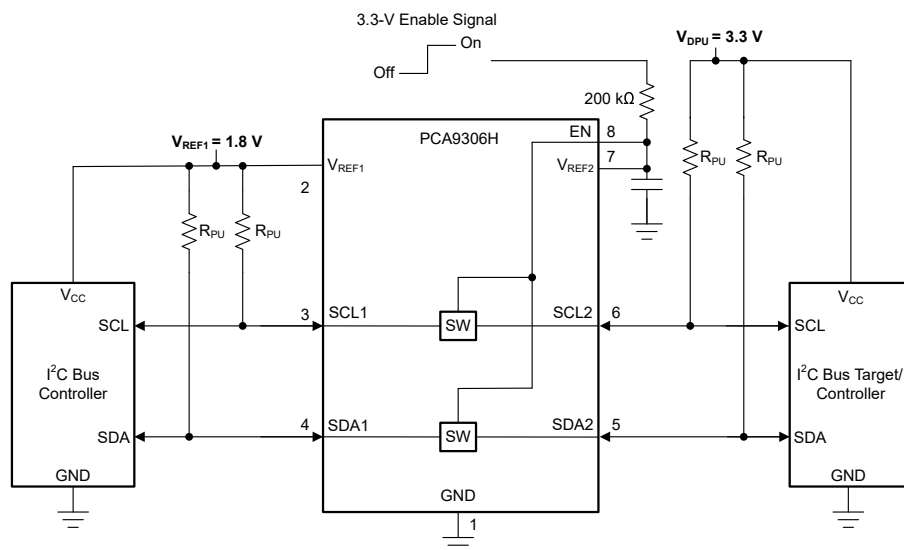 3.3-V Enable Signal
On
Off
V_DPU = 3.3 V
200 kΩ
PCA9306H
EN
8
7
V_REF2
R_PU
R_PU
V_REF1 = 1.8 V
V_REF1
2
R_PU
R_PU
V_CC
SCL
3
SCL1
SW
SCL2
6
V_CC
SCL
I²C Bus
Controller
I²C Bus Target/
Controller
SDA
4
SDA1
SW
SDA2
5
SDA
GND
GND
1
GND